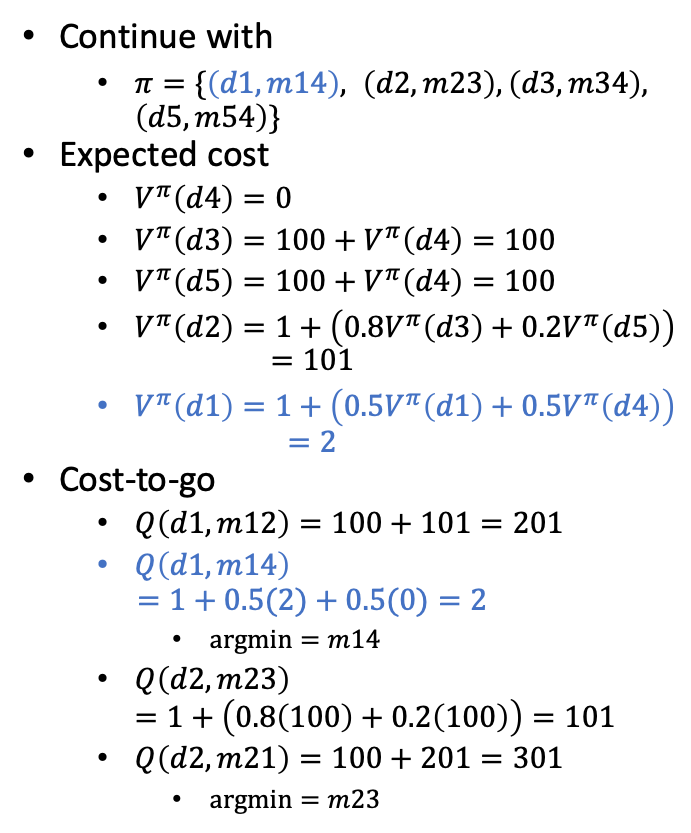 • Continue with
• π = {(d1, m14), (d2, m23), (d3, m34),
(d5, m54)}
• Expected cost
• V^π(d4) = 0
• V^π(d3) = 100 + V^π(d4) = 100
• V^π(d5) = 100 + V^π(d4) = 100
• V^π(d2) = 1 + (0.8V^π(d3) + 0.2V^π(d5))
= 101
• V^π(d1) = 1 + (0.5V^π(d1) + 0.5V^π(d4))
= 2
• Cost-to-go
• Q(d1, m12) = 100 + 101 = 201
• Q(d1, m14)
= 1 + 0.5(2) + 0.5(0) = 2
• argmin = m14
• Q(d2, m23)
= 1 + (0.8(100) + 0.2(100)) = 101
• Q(d2, m21) = 100 + 201 = 301
• argmin = m23